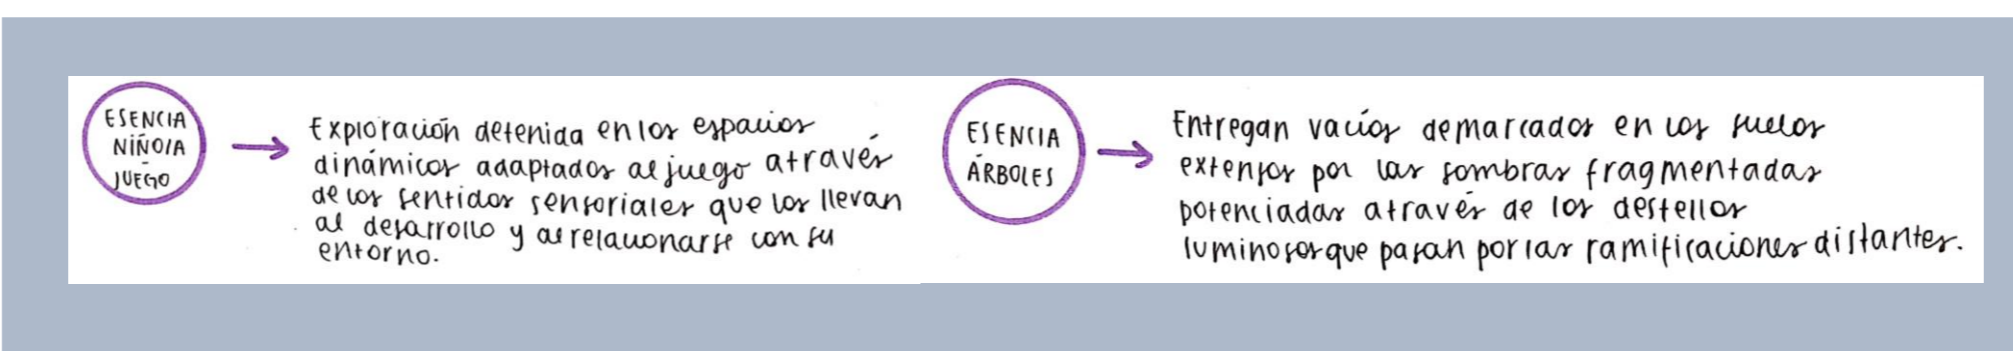 ESENCIA
NIÑO/A
-
JUEGO
Exploración detenida en los espacios
dinámicos adaptados al juego através
de los sentidos sensoriales que los llevan
al desarrollo y al relacionarse con su
entorno.
ESENCIA
ÁRBOLES
Entregan vacíos demarcados en los suelos
extensos por las sombras fragmentadas
potenciadas através de los destellos
luminosos que pasan por las ramificaciones distantes.